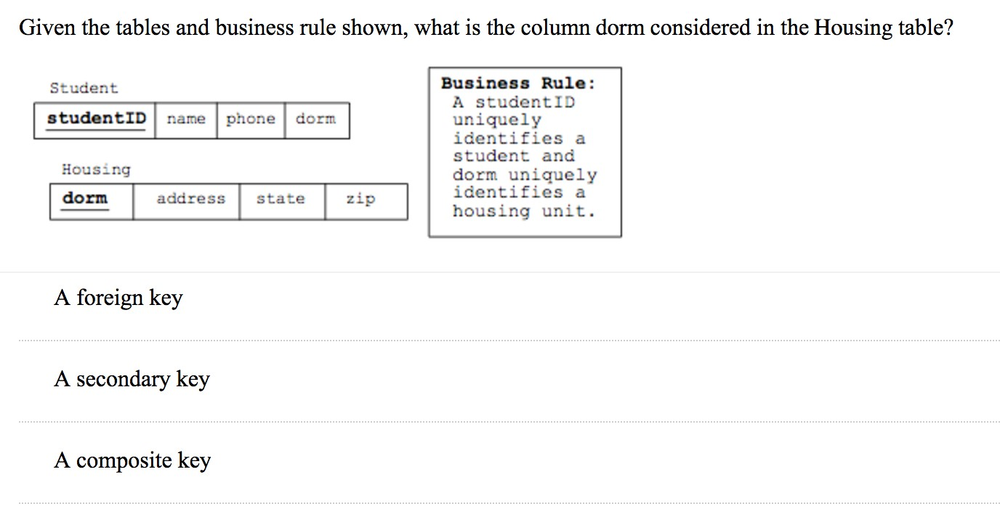 Given the tables and business rule shown, what is the column dorm considered in the Housing table?
Student
studentID name phone dorm
Housing
dorm address state zip
Business Rule:
A studentID
uniquely
identifies a
student and
dorm uniquely
identifies a
housing unit.
A foreign key
A secondary key
A composite key